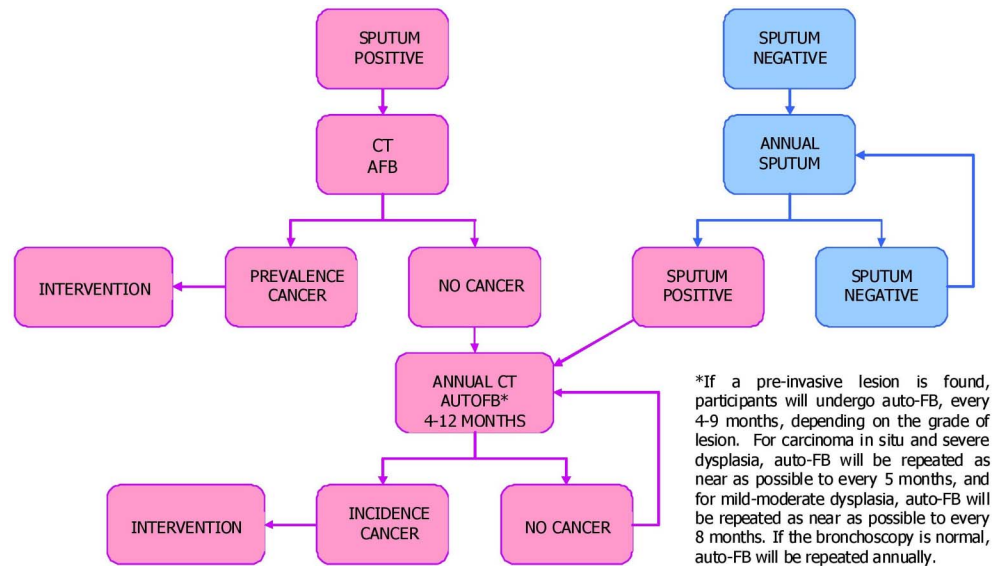 SPUTUM
POSITIVE
SPUTUM
NEGATIVE
CT
AFB
ANNUAL
SPUTUM
INTERVENTION
PREVALENCE
CANCER
NO CANCER
SPUTUM
POSITIVE
SPUTUM
NEGATIVE
ANNUAL CT
AUTOFB*
4-12 MONTHS
INTERVENTION
INCIDENCE
CANCER
NO CANCER
*If a pre-invasive lesion is found,
participants will undergo auto-FB, every
4-9 months, depending on the grade of
lesion. For carcinoma in situ and severe
dysplasia, auto-FB will be repeated as
near as possible to every 5 months, and
for mild-moderate dysplasia, auto-FB will
be repeated as near as possible to every
8 months. If the bronchoscopy is normal,
auto-FB will be repeated annually.